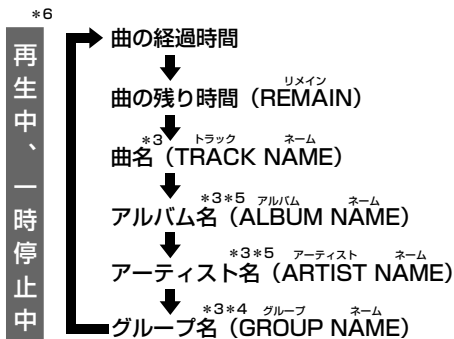 *6
再生中、一時停止中
曲の経過時間
リメイン
曲の残り時間（REMAIN）
*3 トラック ネーム
曲名（TRACK NAME）
*3*5 アルバム ネーム
アルバム名（ALBUM NAME）
*3*5 アーティスト ネーム
アーティスト名（ARTIST NAME）
*3*4 グループ ネーム
グループ名（GROUP NAME）